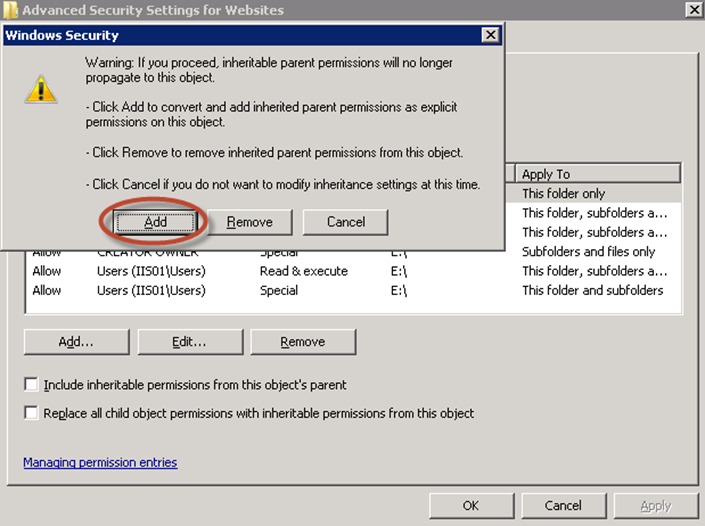 Advanced Security Settings for Websites
Windows Security
Warning: If you proceed, inheritable parent permissions will no longer
propagate to this object.
- Click Add to convert and add inherited parent permissions as explicit
permissions on this object.
- Click Remove to remove inherited parent permissions from this object.
- Click Cancel if you do not want to modify inheritance settings at this time.
Add Remove Cancel
Apply To
This folder only
This folder, subfolders a...
This folder, subfolders a...
Allow CREATOR OWNER Special E:\ Subfolders and files only
Allow Users (IIS01\Users) Read & execute E:\ This folder, subfolders a...
Allow Users (IIS01\Users) Special E:\ This folder and subfolders
Add... Edit... Remove
Include inheritable permissions from this object's parent
Replace all child object permissions with inheritable permissions from this object
Managing permission entries
OK Cancel Apply